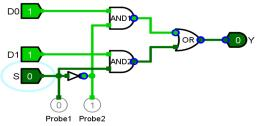 D0 1
AND1
OR 0 Y
D1 1
AND2
S 0
0 1
Probe1 Probe2